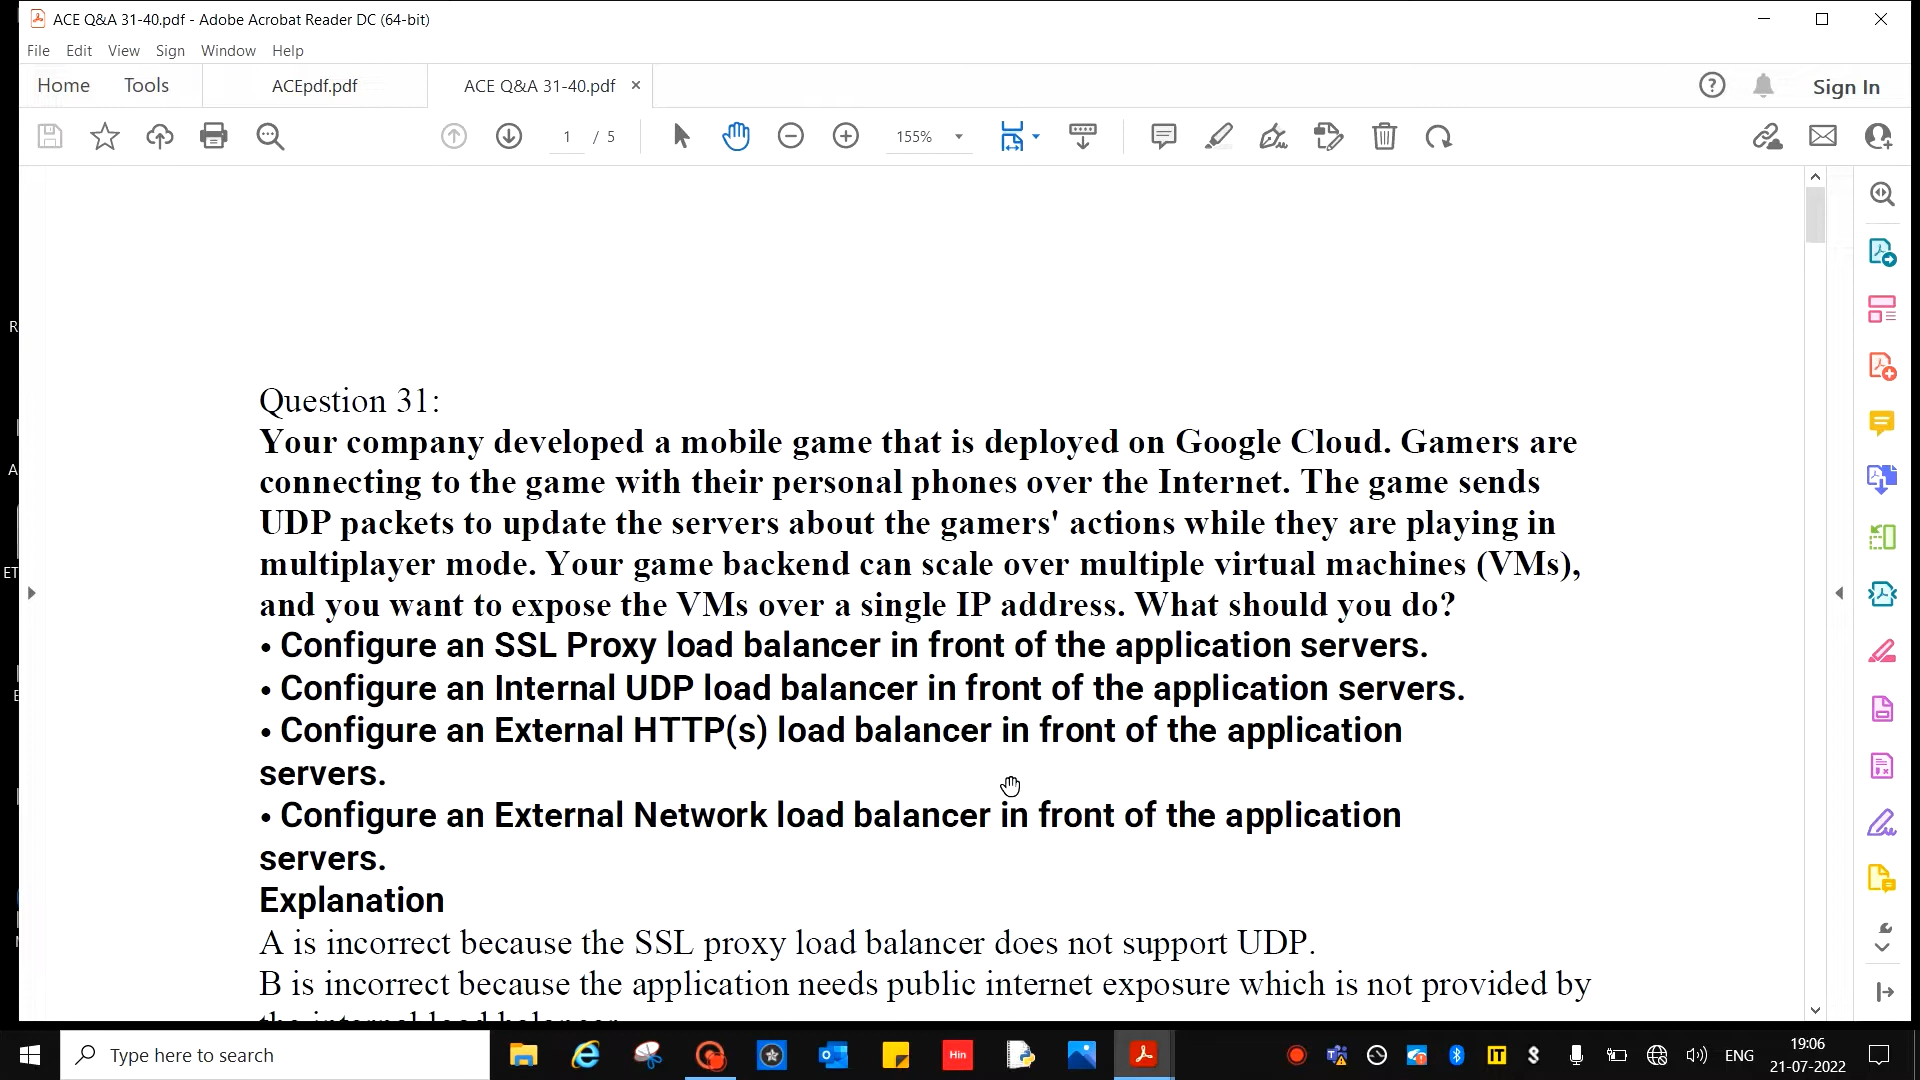 ACE Q&A 31-40.pdf - Adobe Acrobat Reader DC (64-bit)
File Edit View Sign Window Help
Home Tools ACEpdf.pdf ACE Q&A 31-40.pdf × Sign In
1 / 5 155%
Question 31:
Your company developed a mobile game that is deployed on Google Cloud. Gamers are
connecting to the game with their personal phones over the Internet. The game sends
UDP packets to update the servers about the gamers' actions while they are playing in
multiplayer mode. Your game backend can scale over multiple virtual machines (VMs),
and you want to expose the VMs over a single IP address. What should you do?
• Configure an SSL Proxy load balancer in front of the application servers.
• Configure an Internal UDP load balancer in front of the application servers.
• Configure an External HTTP(s) load balancer in front of the application
servers.
• Configure an External Network load balancer in front of the application
servers.
Explanation
A is incorrect because the SSL proxy load balancer does not support UDP.
B is incorrect because the application needs public internet exposure which is not provided by
R
A
ET
E
Type here to search Hin IT ENG 19:06
21-07-2022